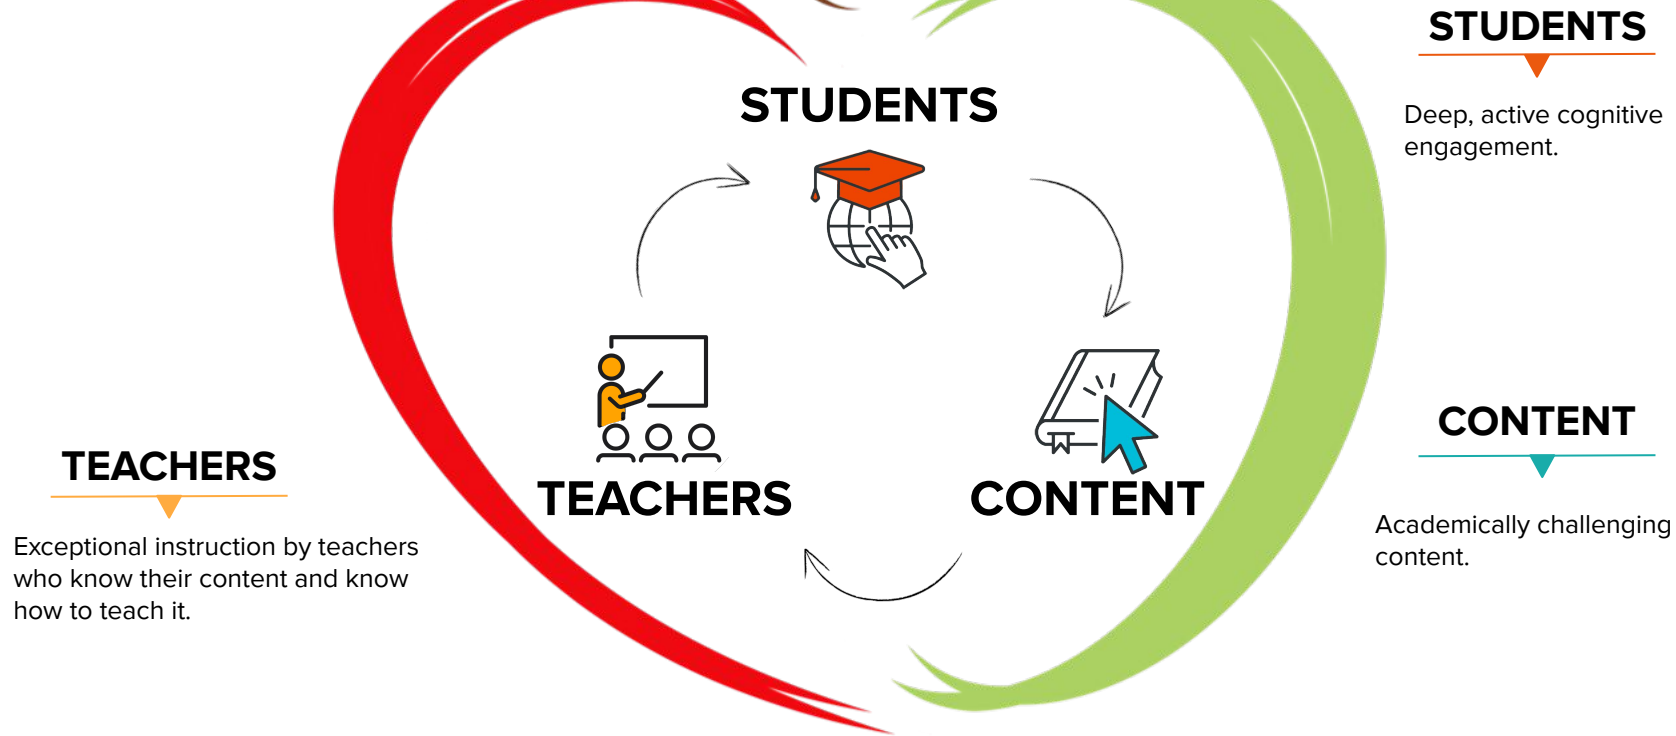 STUDENTS
Deep, active cognitive
engagement.
STUDENTS
TEACHERS
CONTENT
CONTENT
Academically challenging
content.
TEACHERS
Exceptional instruction by teachers
who know their content and know
how to teach it.